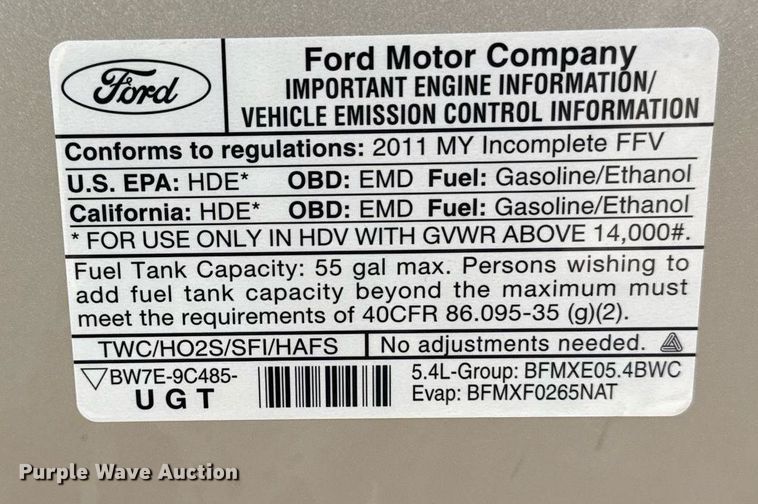 Ford
Ford Motor Company
IMPORTANT ENGINE INFORMATION/
VEHICLE EMISSION CONTROL INFORMATION
Conforms to regulations: 2011 MY Incomplete FFV
U.S. EPA: HDE* OBD: EMD Fuel: Gasoline/Ethanol
California: HDE* OBD: EMD Fuel: Gasoline/Ethanol
* FOR USE ONLY IN HDV WITH GVWR ABOVE 14,000#.
Fuel Tank Capacity: 55 gal max. Persons wishing to
add fuel tank capacity beyond the maximum must
meet the requirements of 40CFR 86.095-35 (g)(2).
TWC/HO2S/SFI/HAFS
No adjustments needed.
BW7E-9C485-
UGT
5.4L-Group: BFMXE05.4BWC
Evap: BFMXF0265NAT
Purple Wave Auction